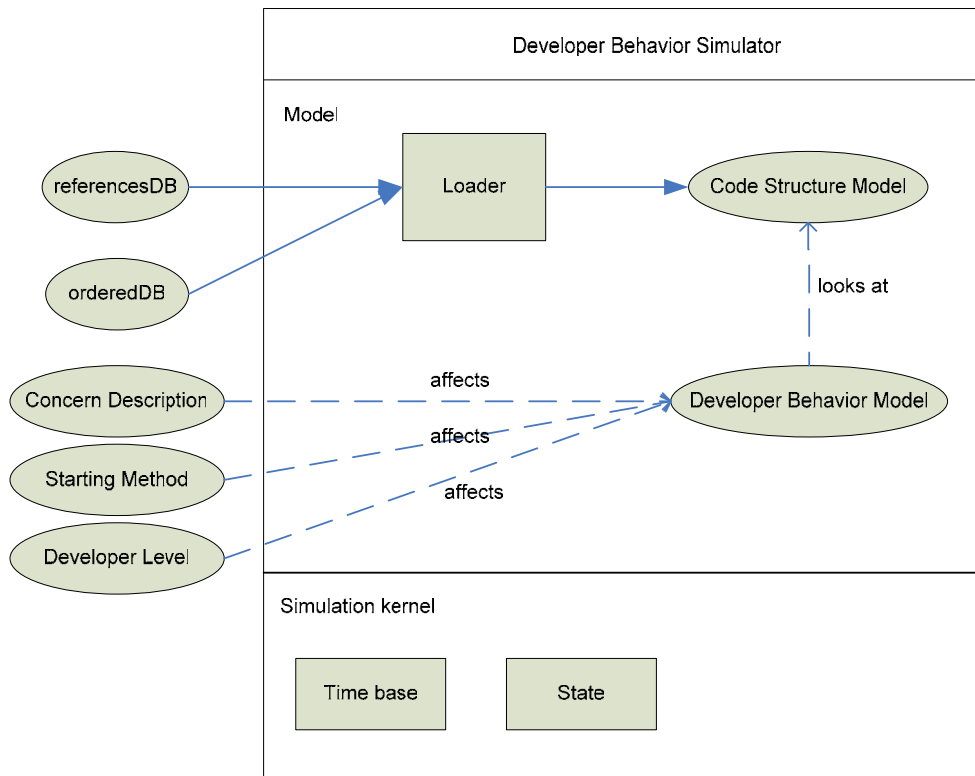 Developer Behavior Simulator
Model
referencesDB
Loader
Code Structure Model
orderedDB
looks at
Concern Description
affects
Developer Behavior Model
Starting Method
affects
Developer Level
affects
Simulation kernel
Time base
State